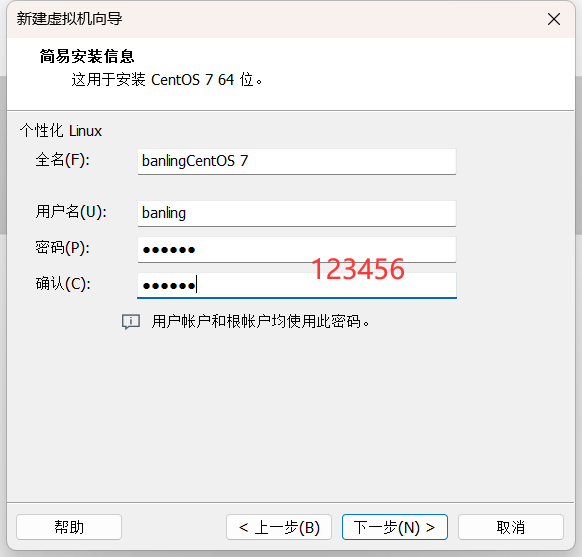 新建虚拟机向导
简易安装信息
这用于安装 CentOS 7 64 位。
个性化 Linux
全名(F): banlingCentOS 7
用户名(U): banling
密码(P): ●●●●●●
123456
确认(C): ●●●●●●
用户帐户和根帐户均使用此密码。
帮助 < 上一步(B) 下一步(N) > 取消